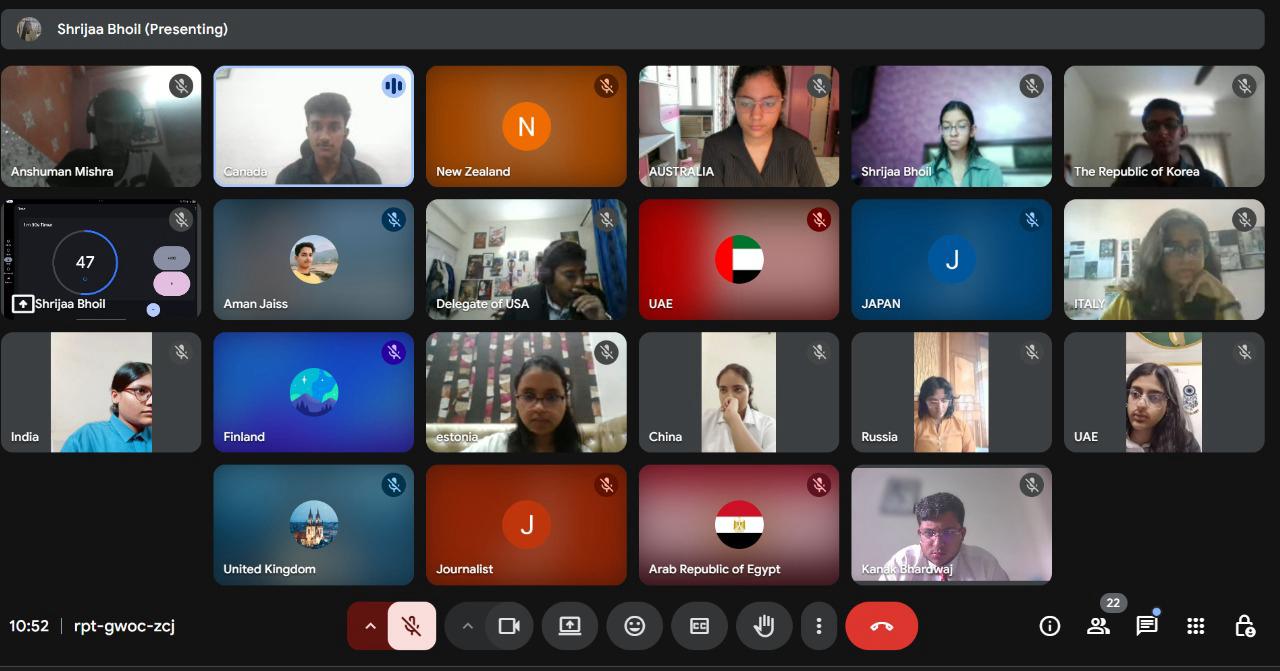 Shrijaa Bhoil (Presenting)
Anshuman Mishra
Canada
N
New Zealand
AUSTRALIA
Shrijaa Bhoil
The Republic of Korea
47
Shrijaa Bhoil
Aman Jaiss
Delegate of USA
UAE
J
JAPAN
ITALY
India
Finland
estonia
China
Russia
UAE
United Kingdom
J
Journalist
Arab Republic of Egypt
Kanak Bhardwaj
10:52 | rpt-gwoc-zcj
CC
22